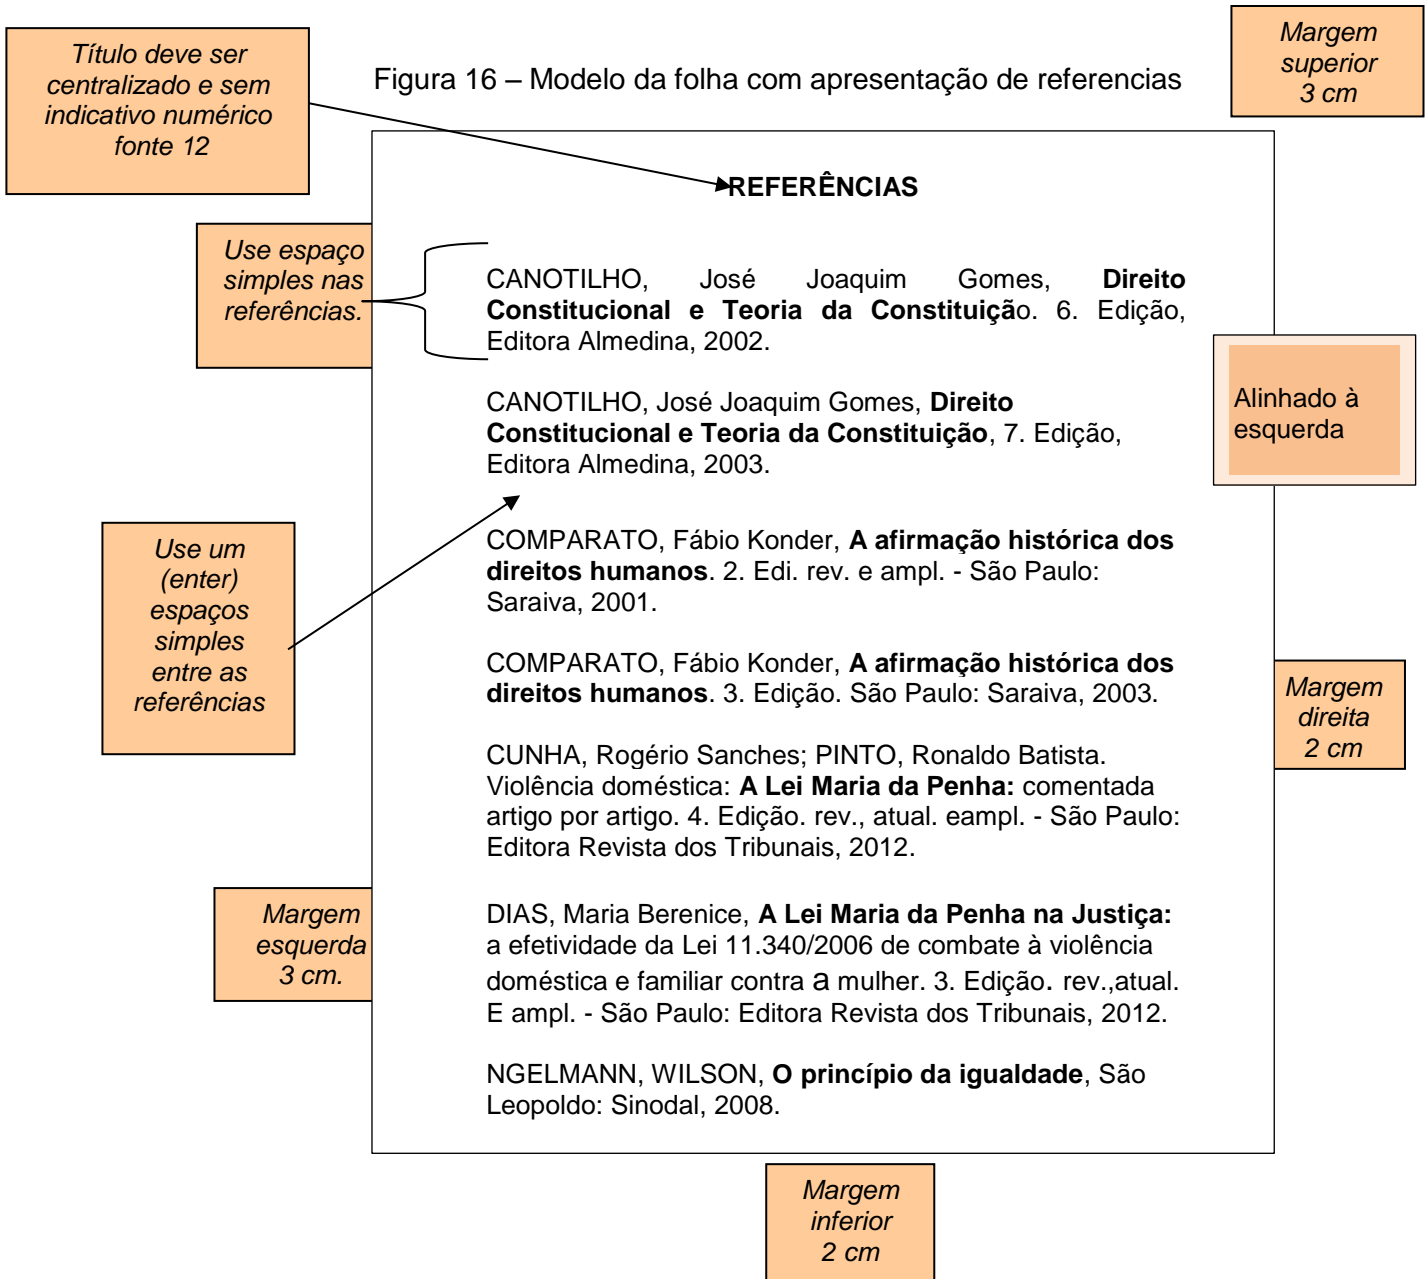 Título deve ser
centralizado e sem
indicativo numérico
fonte 12
Figura 16 – Modelo da folha com apresentação de referencias
Margem
superior
3 cm
REFERÊNCIAS
Use espaço
simples nas
referências.
CANOTILHO, José Joaquim Gomes, Direito
Constitucional e Teoria da Constituição. 6. Edição,
Editora Almedina, 2002.
Alinhado à
esquerda
CANOTILHO, José Joaquim Gomes, Direito
Constitucional e Teoria da Constituição, 7. Edição,
Editora Almedina, 2003.
Use um
(enter)
espaços
simples
entre as
referências
COMPARATO, Fábio Konder, A afirmação histórica dos
direitos humanos. 2. Edi. rev. e ampl. - São Paulo:
Saraiva, 2001.
COMPARATO, Fábio Konder, A afirmação histórica dos
direitos humanos. 3. Edição. São Paulo: Saraiva, 2003.
Margem
direita
2 cm
CUNHA, Rogério Sanches; PINTO, Ronaldo Batista.
Violência doméstica: A Lei Maria da Penha: comentada
artigo por artigo. 4. Edição. rev., atual. eampl. - São Paulo:
Editora Revista dos Tribunais, 2012.
Margem
esquerda
3 cm.
DIAS, Maria Berenice, A Lei Maria da Penha na Justiça:
a efetividade da Lei 11.340/2006 de combate à violência
doméstica e familiar contra a mulher. 3. Edição. rev.,atual.
E ampl. - São Paulo: Editora Revista dos Tribunais, 2012.
NGELMANN, WILSON, O princípio da igualdade, São
Leopoldo: Sinodal, 2008.
Margem
inferior
2 cm